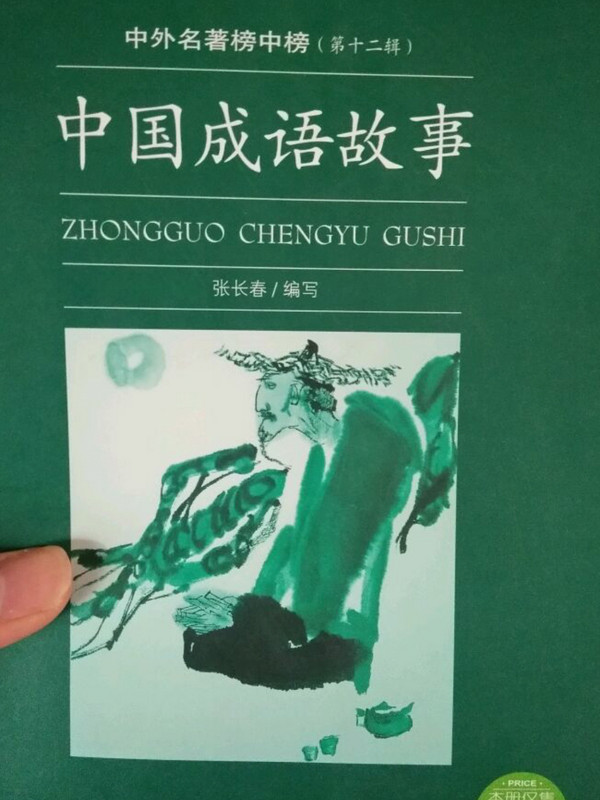 中外名著榜中榜（第十二辑）
中国成语故事
ZHONGGUO CHENGYU GUSHI
张长春 / 编写
· PRICE ·